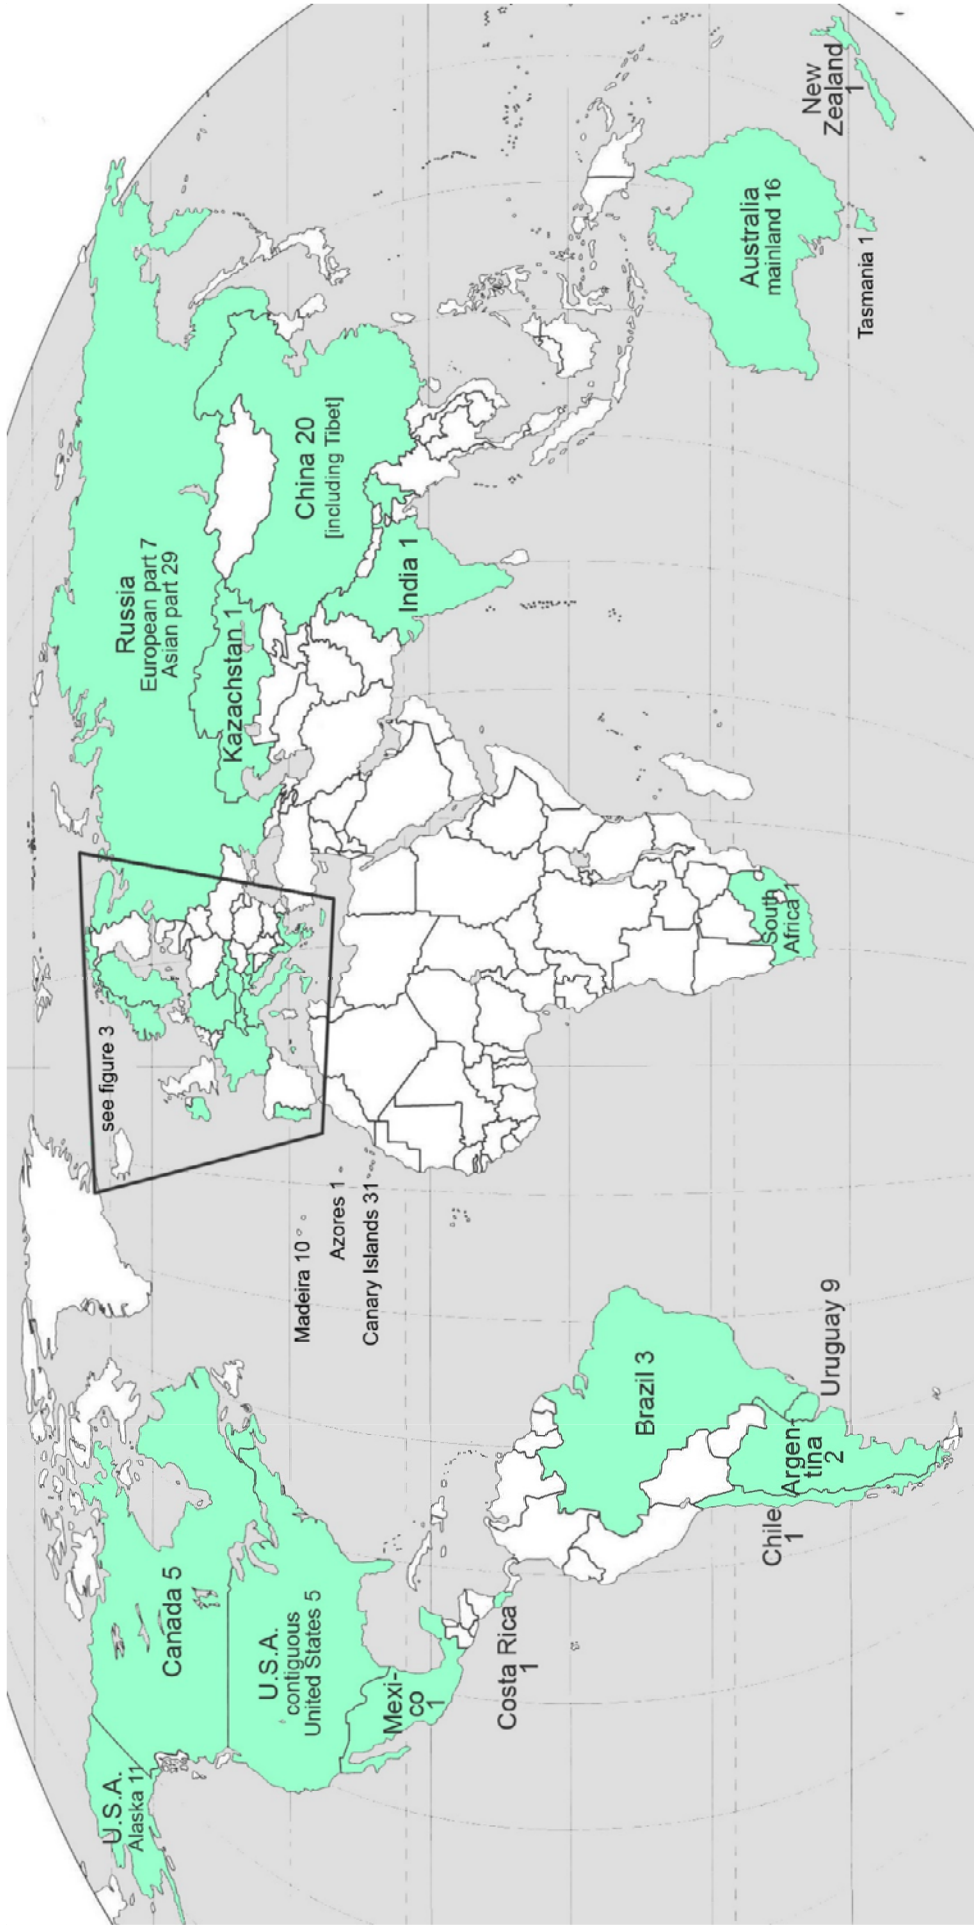 U.S.A.
Alaska 11
Canada 5
U.S.A.
contiguous
United States 5
Mexi-
co
1
Costa Rica
1
Brazil 3
Chile
1
Argen-
tina
2
Uruguay 9
see figure 3
Madeira 10
Azores 1
Canary Islands 31
South
Africa 1
Russia
European part 7
Asian part 29
Kazachstan 1
China 20
[including Tibet]
India 1
Australia
mainland 16
Tasmania 1
New
Zealand
1